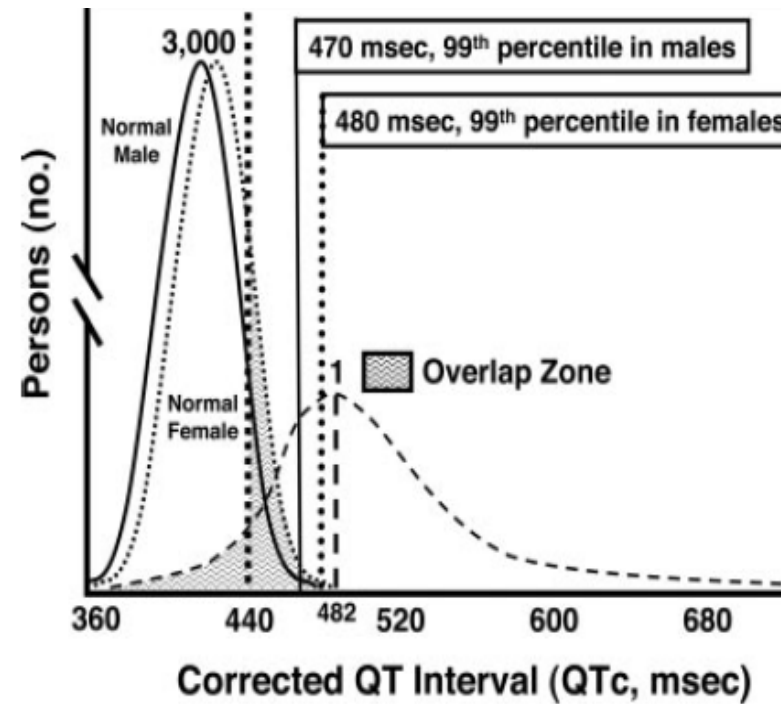 3,000
470 msec, 99th percentile in males
480 msec, 99th percentile in females
Normal
Male
Persons (no.)
1
Overlap Zone
Normal
Female
360 440 482 520 600 680
Corrected QT Interval (QTc, msec)